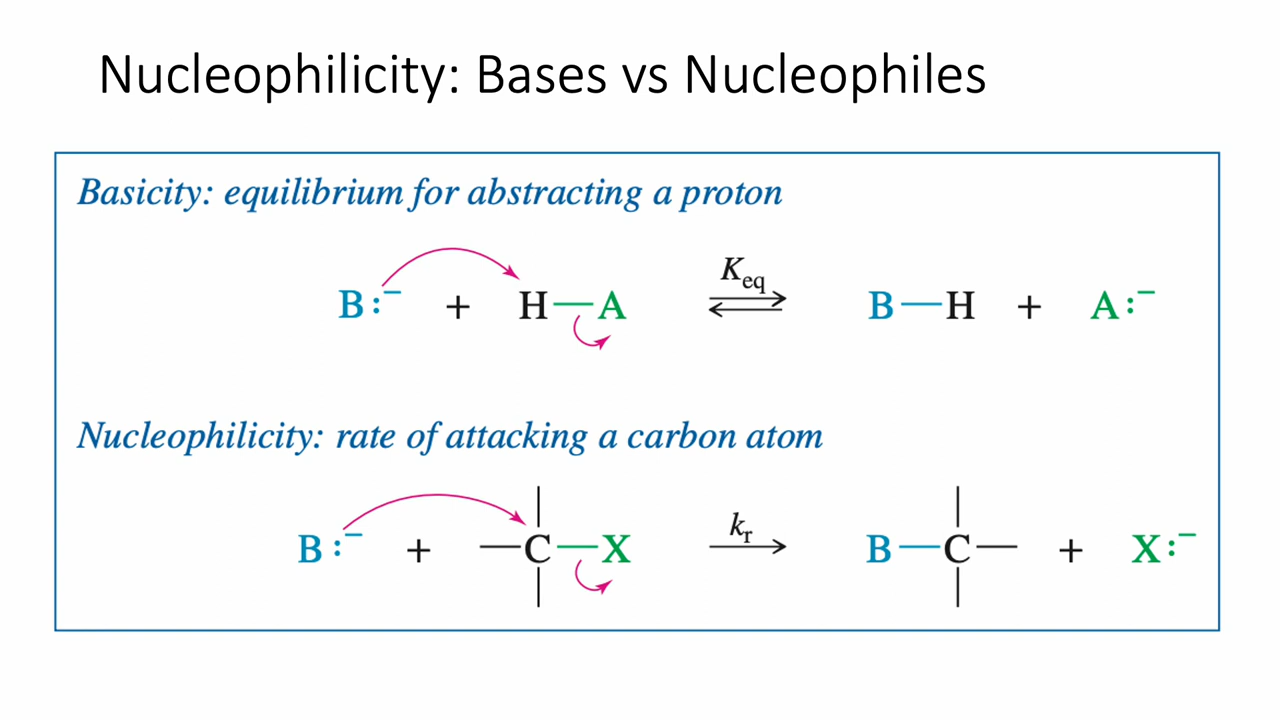 Nucleophilicity: Bases vs Nucleophiles
Basicity: equilibrium for abstracting a proton
B:⁻ + H—A ⇌ B—H + A:⁻
Keq
Nucleophilicity: rate of attacking a carbon atom
B:⁻ + —C—X → B—C— + X:⁻
kr